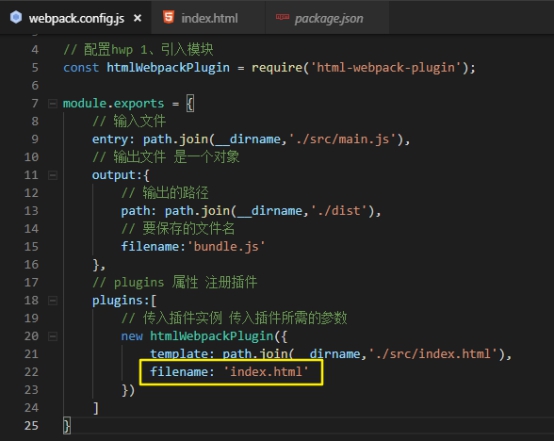 webpack.config.js index.html package.json
4 // 配置hwp 1、引入模块
5 const htmlWebpackPlugin = require('html-webpack-plugin');
6
7 module.exports = {
8 // 输入文件
9 entry: path.join(__dirname,'./src/main.js'),
10 // 输出文件 是一个对象
11 output:{
12 // 输出的路径
13 path: path.join(__dirname,'./dist'),
14 // 要保存的文件名
15 filename:'bundle.js'
16 },
17 // plugins 属性 注册插件
18 plugins:[
19 // 传入插件实例 传入插件所需的参数
20 new htmlWebpackPlugin({
21 template: path.join(__dirname,'./src/index.html'),
22 filename: 'index.html'
23 })
24 ]
25 }